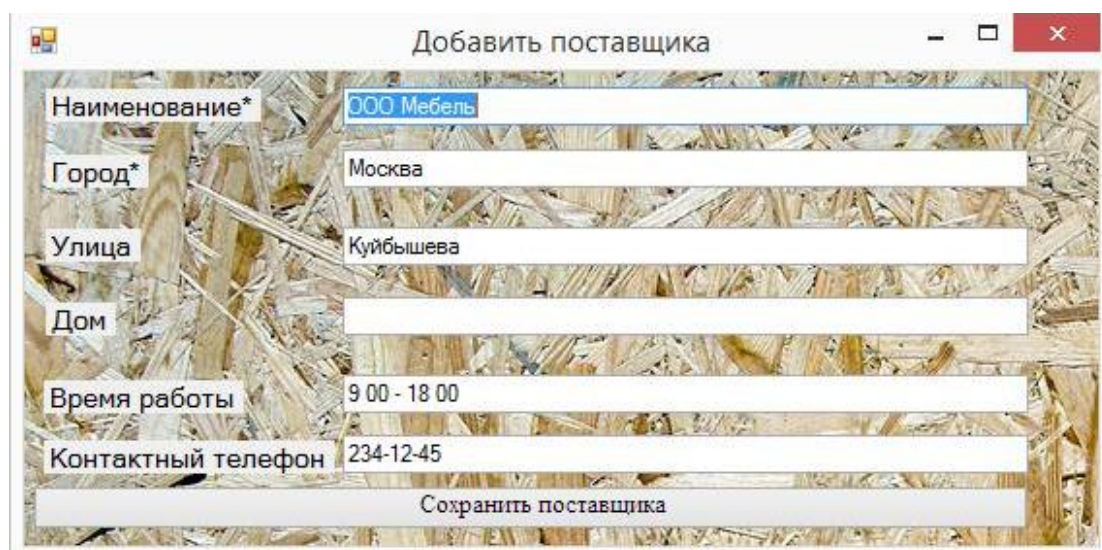 Добавить поставщика
Наименование* ООО Мебель
Город* Москва
Улица Куйбышева
Дом
Время работы 9 00 - 18 00
Контактный телефон 234-12-45
Сохранить поставщика